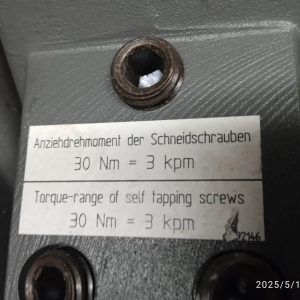 Anziehdrehmoment der Schneidschrauben
30 Nm = 3 kpm
Torque-range of self tapping screws
30 Nm = 3 kpm
92146
2025/5/1